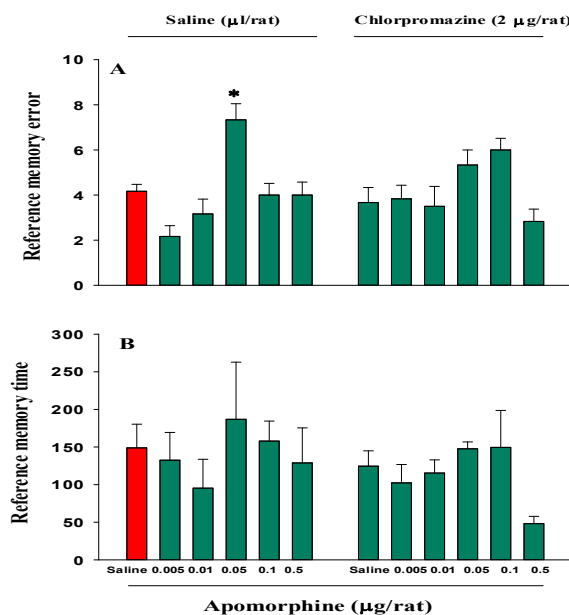 Saline (µl/rat) Chlorpromazine (2 µg/rat)
A
*
Reference memory error
10
8
6
4
2
0
B
Reference memory time
300
250
200
150
100
50
0
Saline 0.005 0.01 0.05 0.1 0.5 Saline 0.005 0.01 0.05 0.1 0.5
Apomorphine (µg/rat)